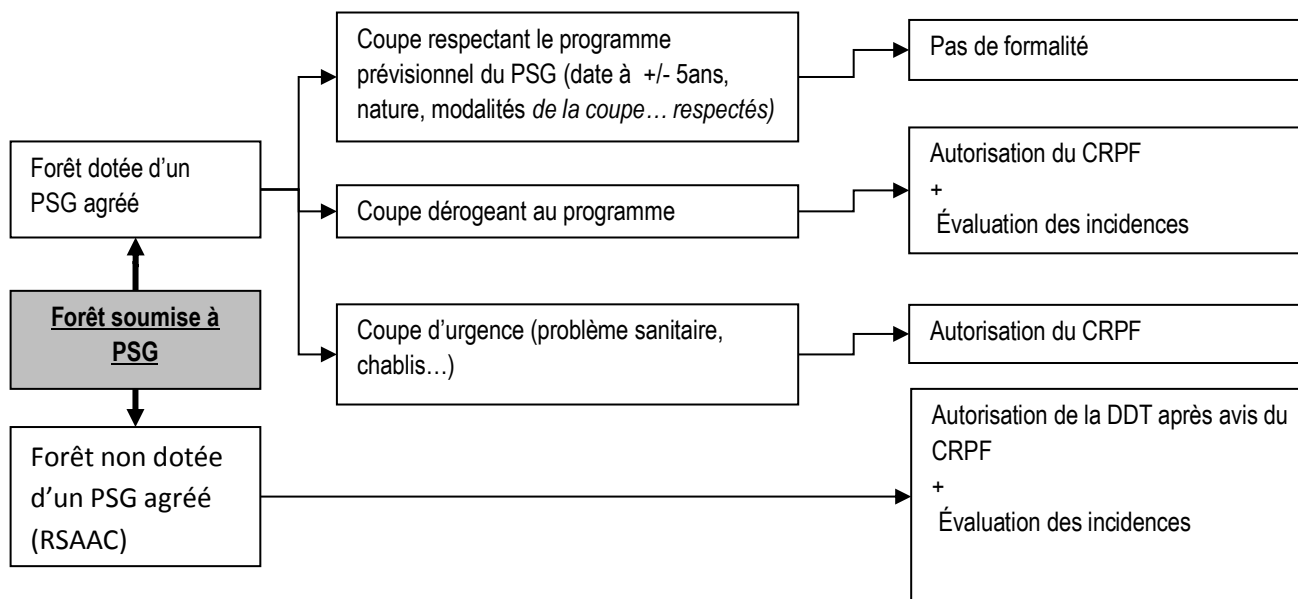 Coupe respectant le programme
prévisionnel du PSG (date à +/- 5ans,
nature, modalités de la coupe… respectés)
Pas de formalité
Forêt dotée d'un
PSG agréé
Coupe dérogeant au programme
Autorisation du CRPF
+
Évaluation des incidences
Forêt soumise à
PSG
Coupe d'urgence (problème sanitaire,
chablis…)
Autorisation du CRPF
Forêt non dotée
d'un PSG agréé
(RSAAC)
Autorisation de la DDT après avis du
CRPF
+
Évaluation des incidences